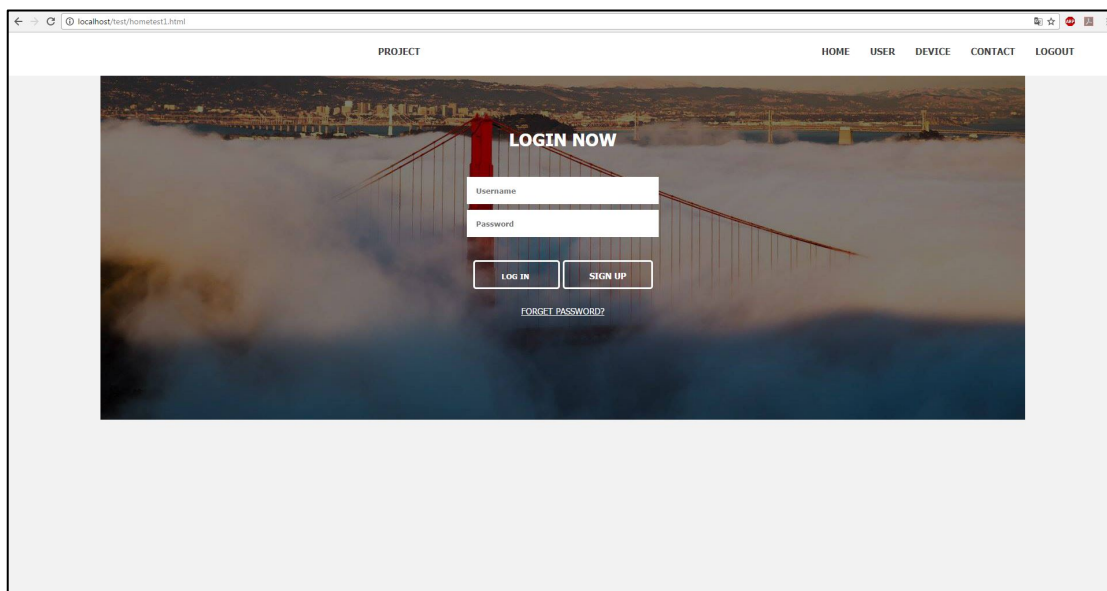 localhost/test/hometest1.html
ABP
PROJECT HOME USER DEVICE CONTACT LOGOUT
LOGIN NOW
Username
Password
LOG IN SIGN UP
FORGET PASSWORD?